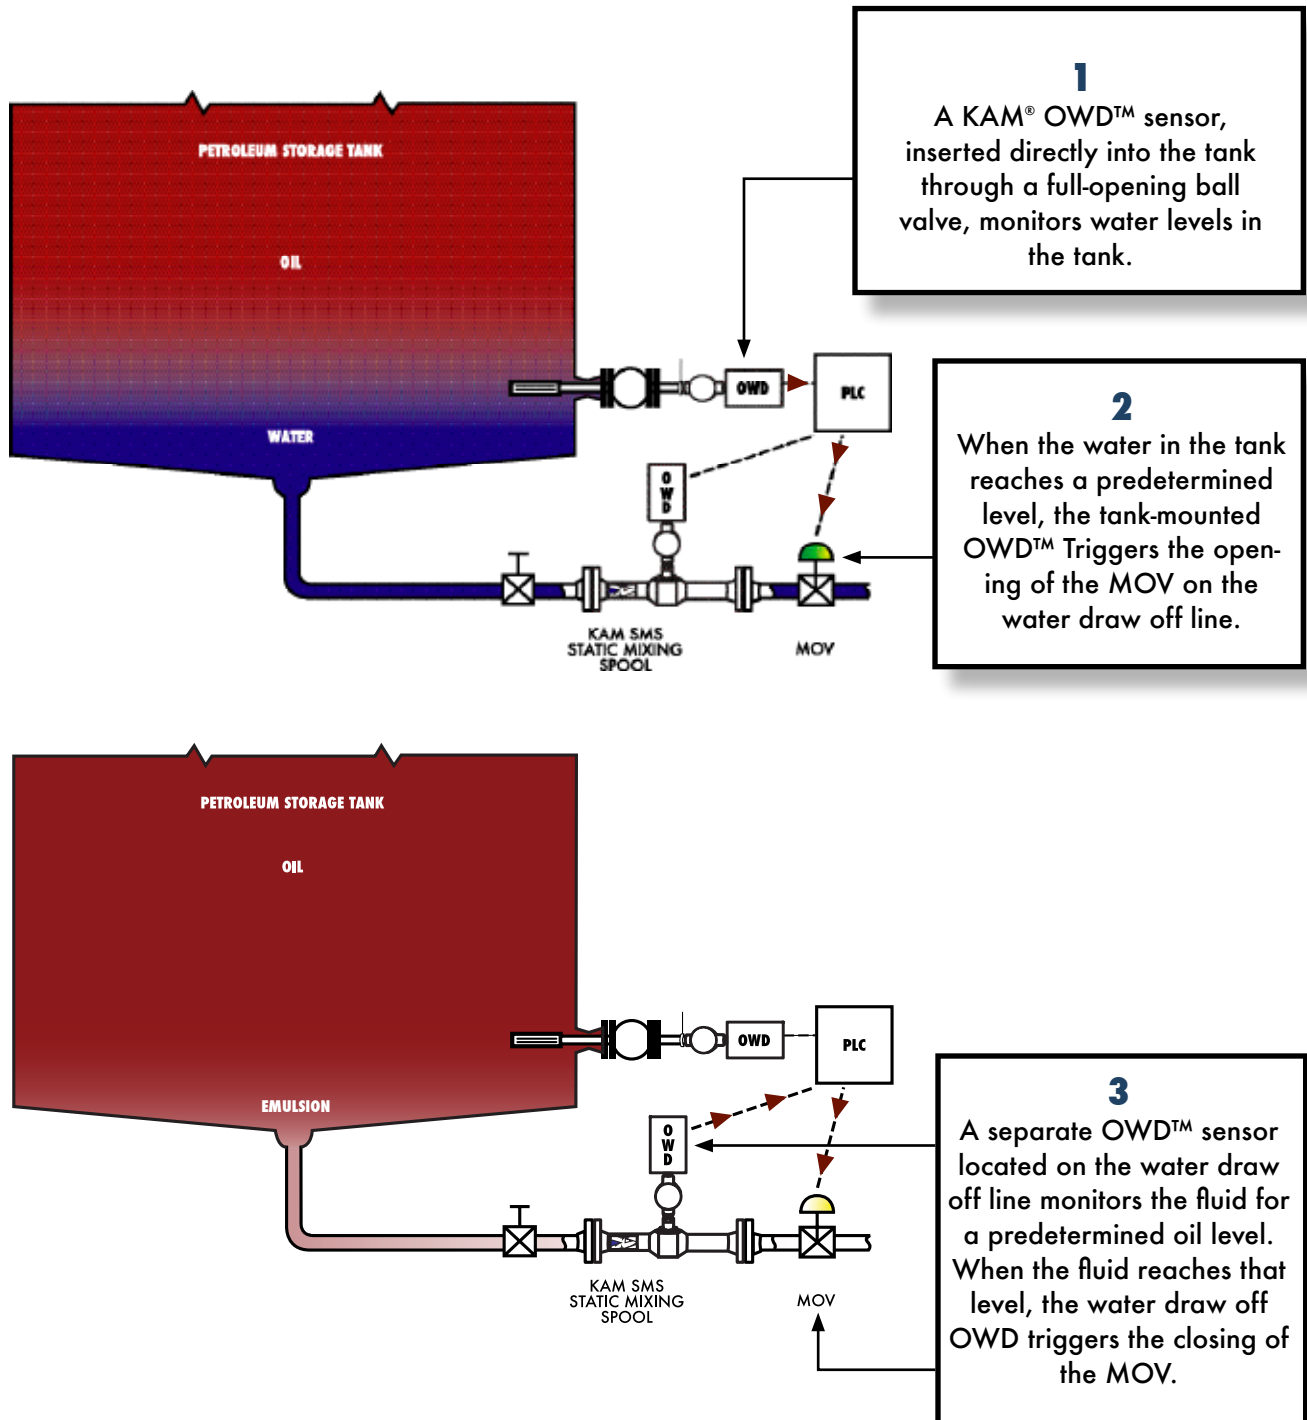 1
A KAM® OWD™ sensor,
inserted directly into the tank
through a full-opening ball
valve, monitors water levels in
the tank.
PETROLEUM STORAGE TANK
OIL
WATER
OWD
PLC
O
W
D
KAM SMS
STATIC MIXING
SPOOL
MOV
2
When the water in the tank
reaches a predetermined
level, the tank-mounted
OWD™ Triggers the open-
ing of the MOV on the
water draw off line.
PETROLEUM STORAGE TANK
OIL
EMULSION
OWD
PLC
O
W
D
KAM SMS
STATIC MIXING
SPOOL
MOV
3
A separate OWD™ sensor
located on the water draw
off line monitors the fluid for
a predetermined oil level.
When the fluid reaches that
level, the water draw off
OWD triggers the closing of
the MOV.